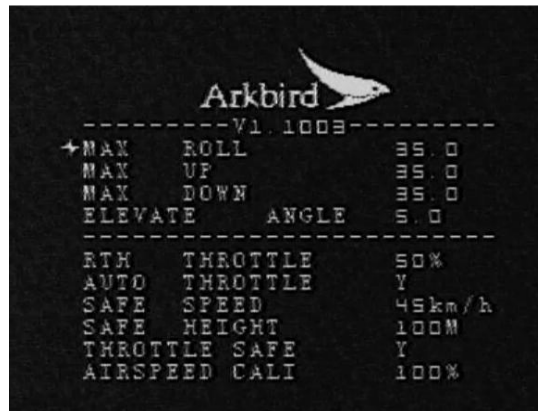 Arkbird
----------V1.1003----------
MAX ROLL 35.0
MAX UP 35.0
MAX DOWN 35.0
ELEVATE ANGLE 5.0
RTH THROTTLE 50%
AUTO THROTTLE Y
SAFE SPEED 45km/h
SAFE HEIGHT 100M
THROTTLE SAFE Y
AIRSPEED CALI 100%